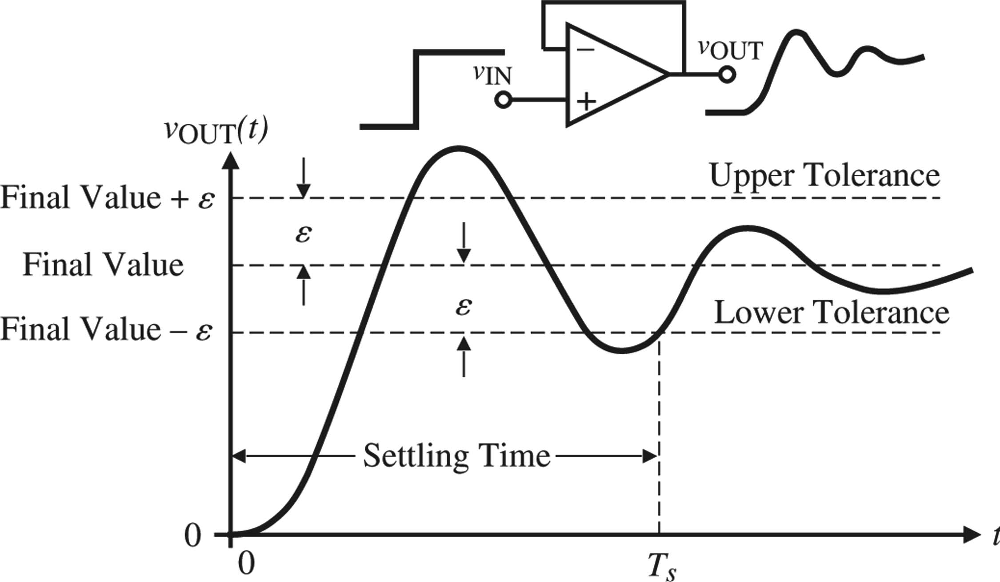 −
vOUT
vIN
+
vOUT(t)
Upper Tolerance
Final Value + ε
ε
Final Value
ε
Lower Tolerance
Final Value – ε
Settling Time
0
t
0
Ts